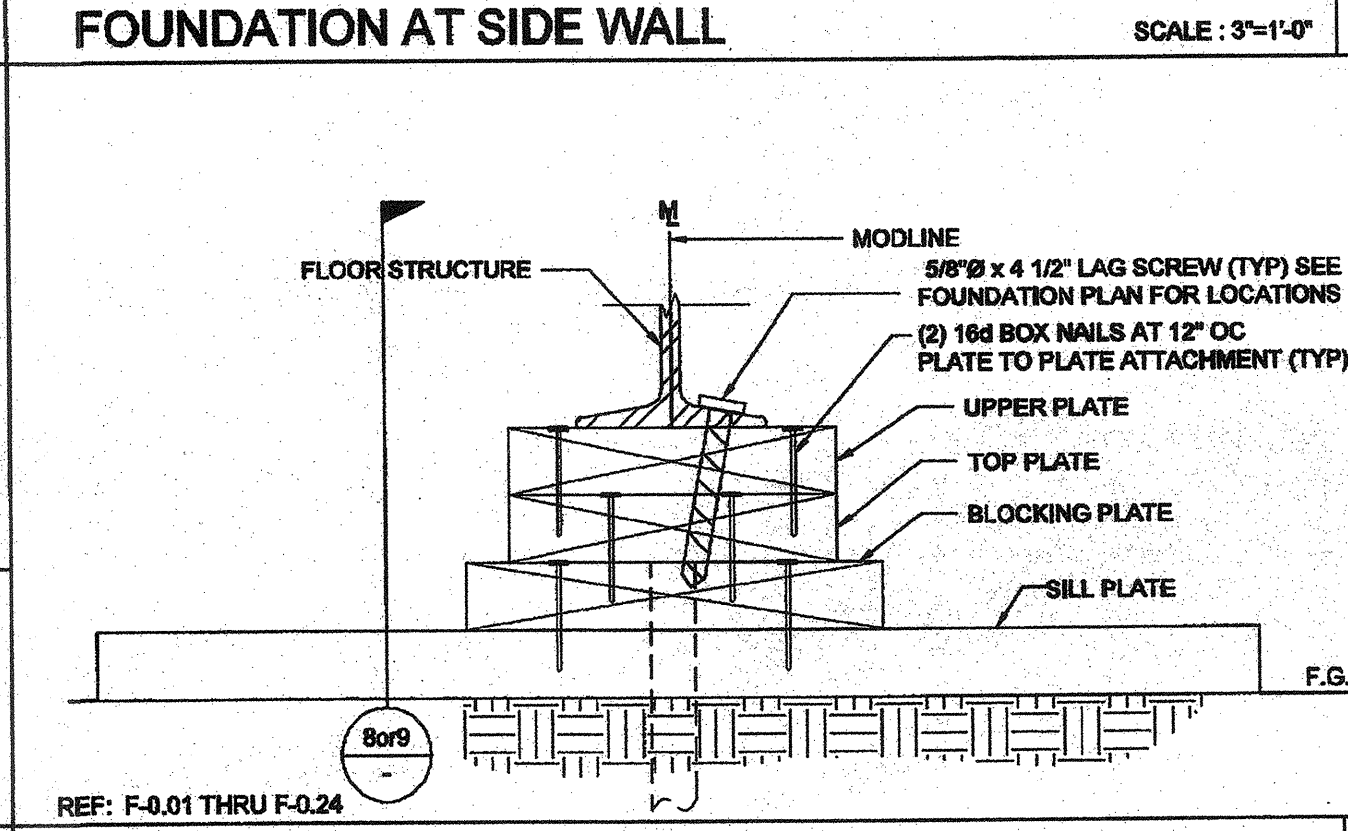 FOUNDATION AT SIDE WALL
SCALE : 3"=1'-0"
M
MODLINE
FLOOR STRUCTURE
5/8"Ø x 4 1/2" LAG SCREW (TYP) SEE
FOUNDATION PLAN FOR LOCATIONS
(2) 16d BOX NAILS AT 12" OC
PLATE TO PLATE ATTACHMENT (TYP)
UPPER PLATE
TOP PLATE
BLOCKING PLATE
SILL PLATE
F.G.
8or9
-
REF: F-0.01 THRU F-0.24